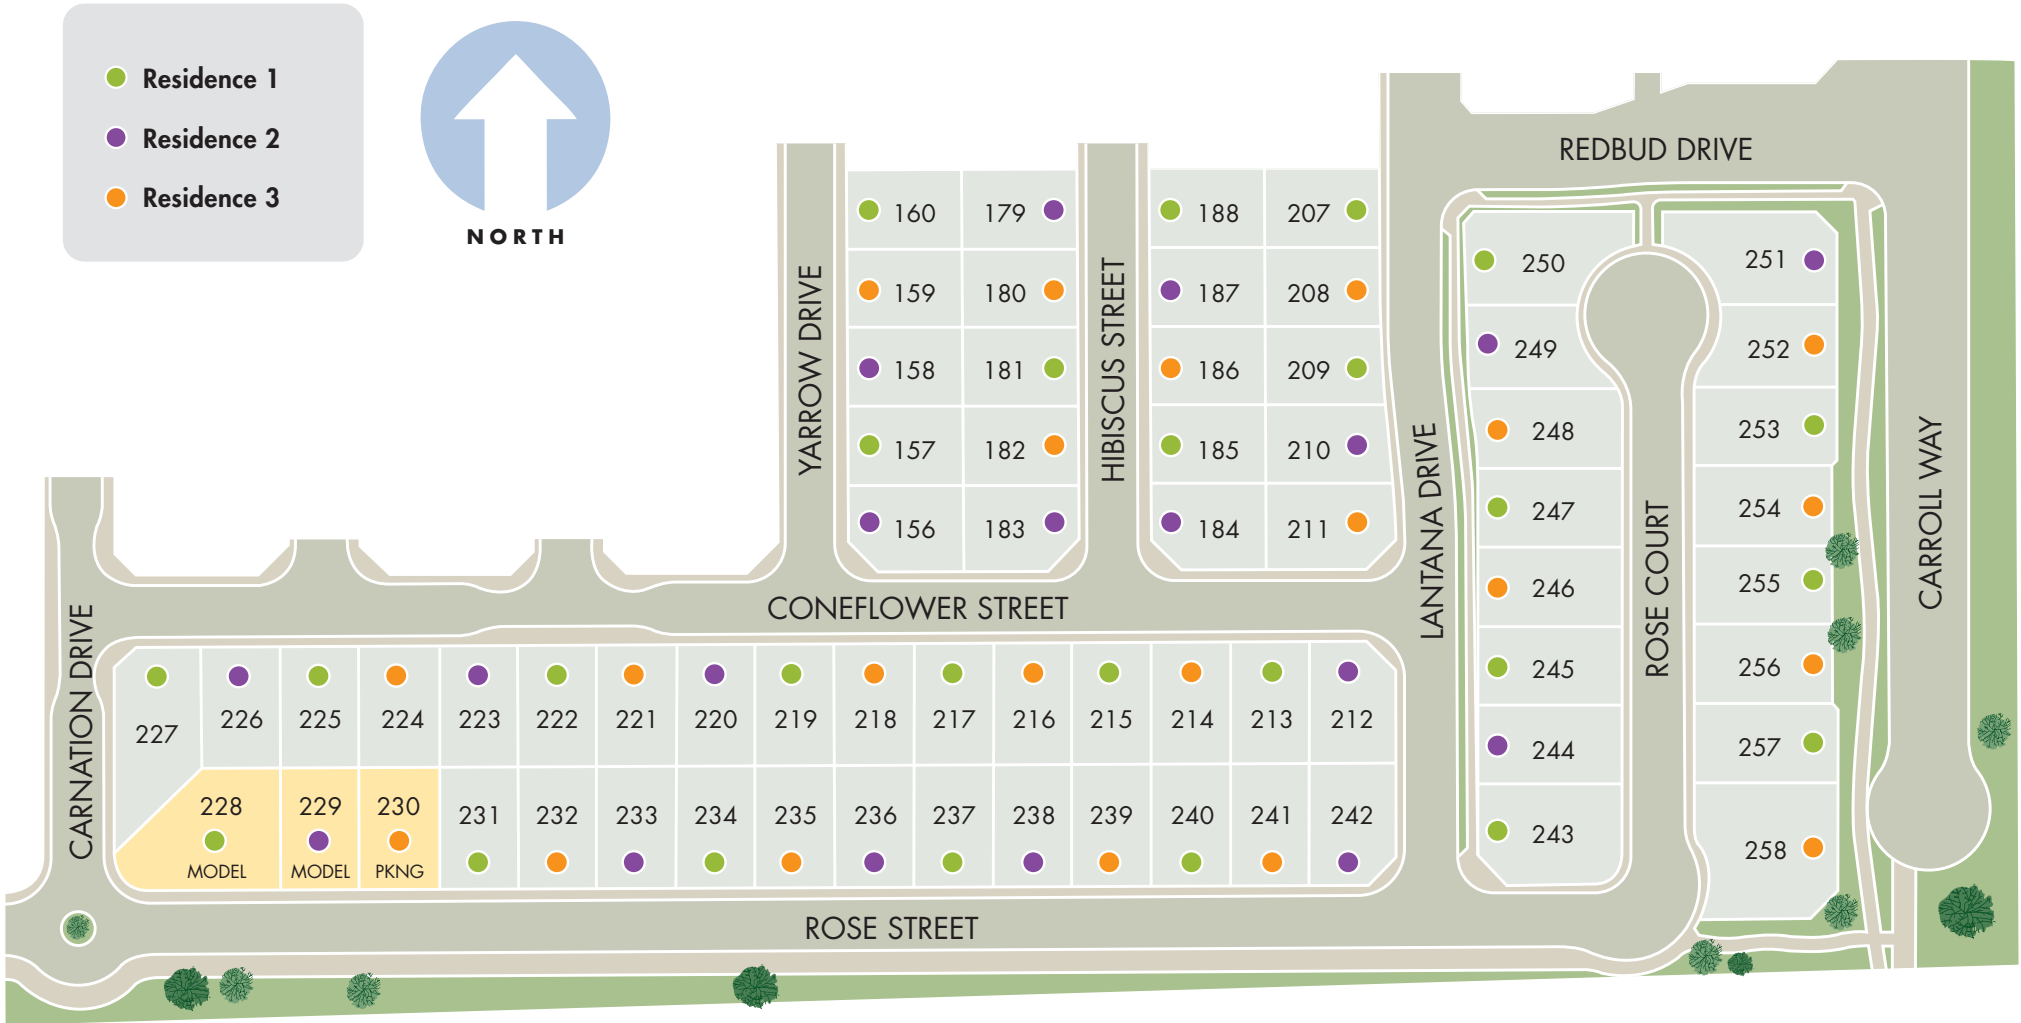 Residence 1
Residence 2
Residence 3
NORTH
REDBUD DRIVE
YARROW DRIVE
HIBISCUS STREET
LANTANA DRIVE
ROSE COURT
CARROLL WAY
160 179
159 180
158 181
157 182
156 183
188 207
187 208
186 209
185 210
184 211
250 251
249 252
248 253
247 254
246 255
245 256
244 257
243 258
CONEFLOWER STREET
CARNATION DRIVE
227 226 225 224 223 222 221 220 219 218 217 216 215 214 213 212
228 229 230 231 232 233 234 235 236 237 238 239 240 241 242
MODEL MODEL PKNG
ROSE STREET